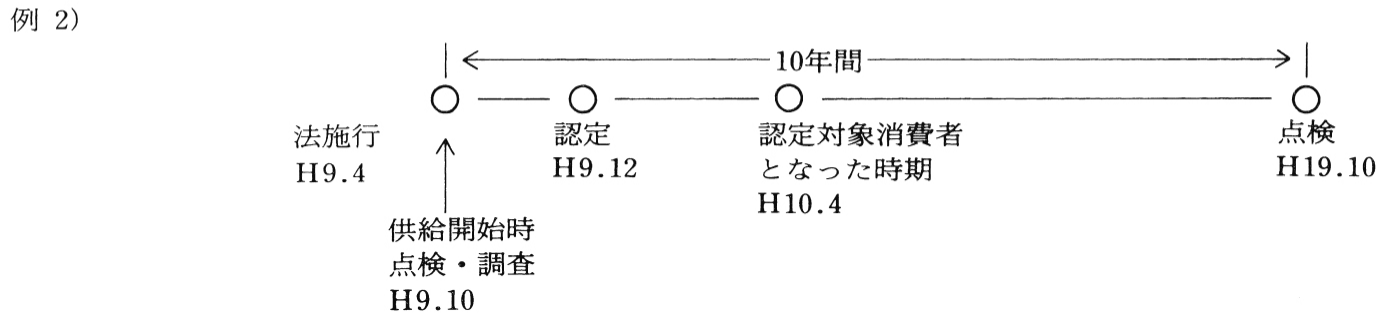 例 2)
10年間
法施行
H9.4
認定
H9.12
認定対象消費者
となった時期
H10.4
点検
H19.10
供給開始時
点検・調査
H9.10